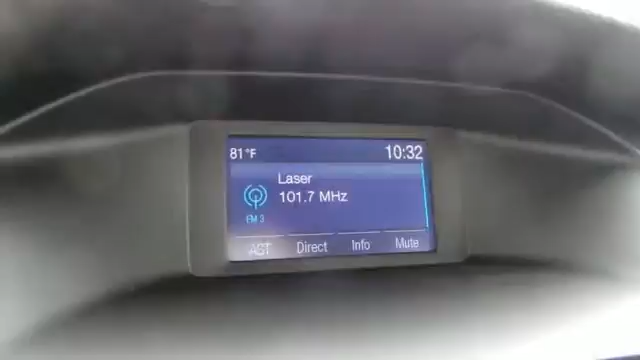 81°F 10:32
Laser
101.7 MHz
FM 3
AST Direct Info Mute